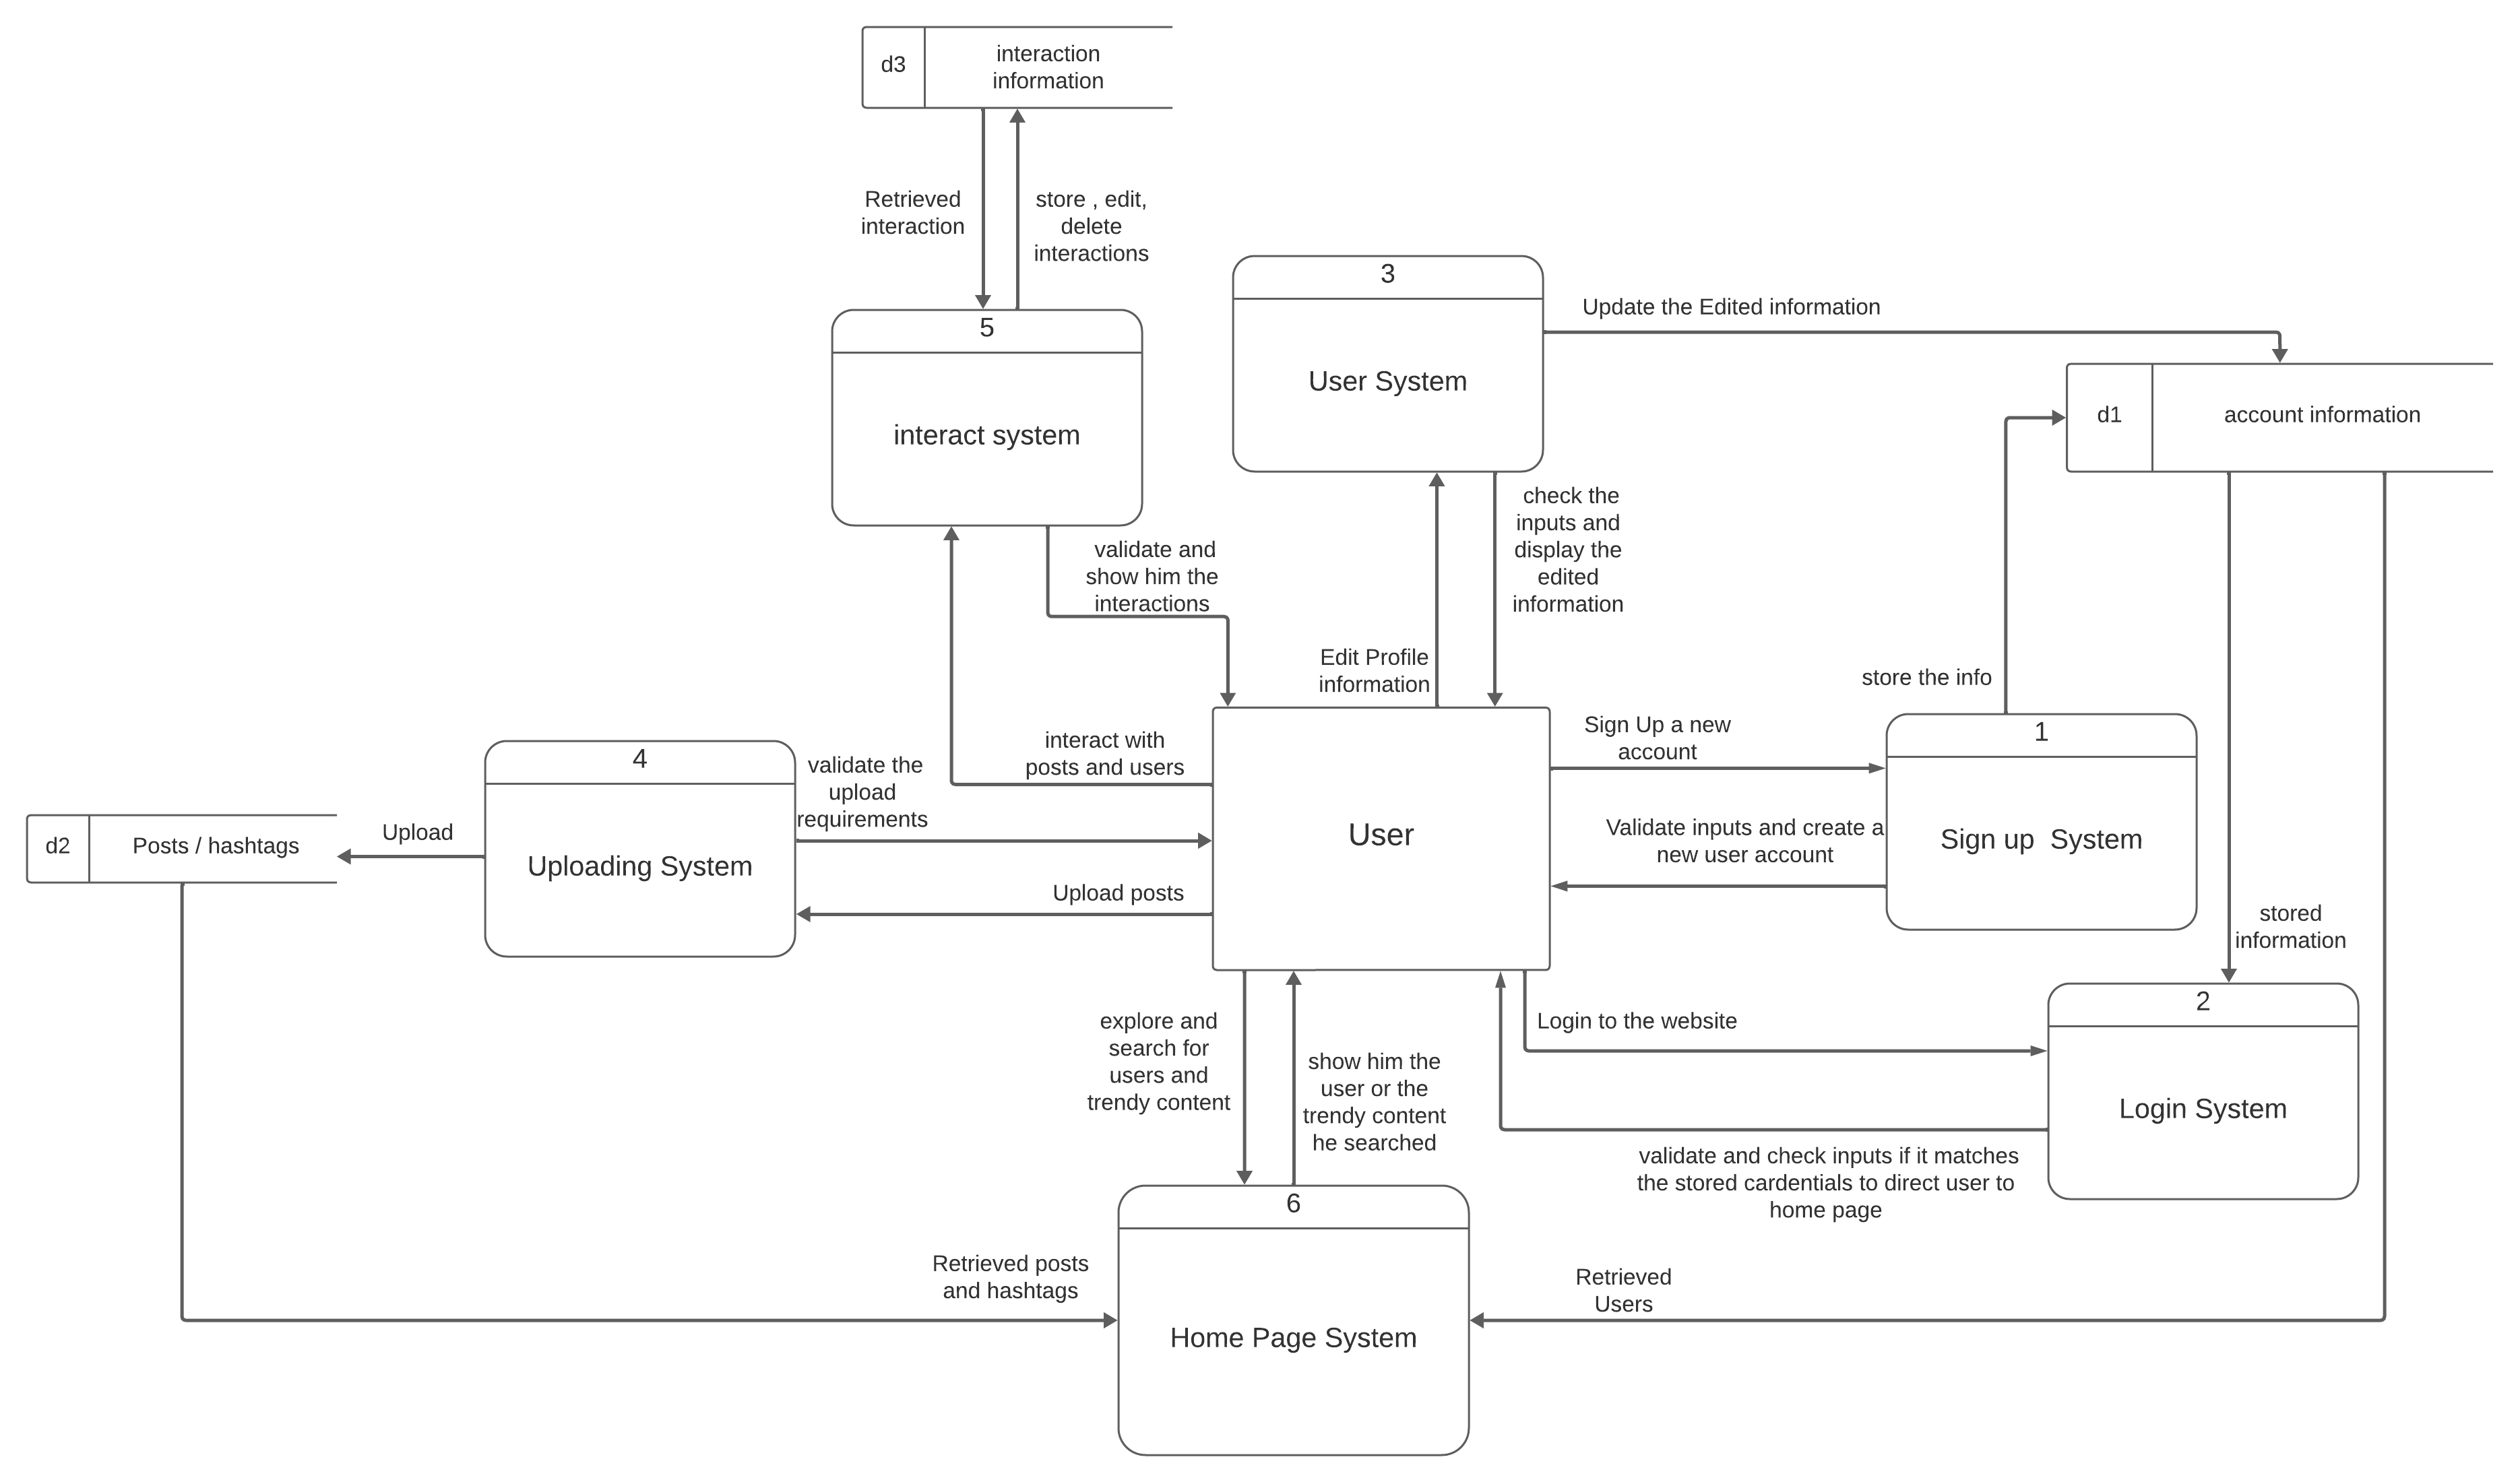 d3
interaction
information
Retrieved
interaction
store , edit,
delete
interactions
3
User System
Update the Edited information
5
interact system
d1
account information
check the
inputs and
display the
edited
information
validate and
show him the
interactions
Edit Profile
information
store the info
interact with
posts and users
Sign Up a new
account
1
Sign up  System
4
Uploading System
validate the
upload
requirements
User
Validate inputs and create a
new user account
d2
Posts / hashtags
Upload
Upload posts
stored
information
2
Login System
explore and
search for
users and
trendy content
show him the
user or the
trendy content
he searched
Login to the website
validate and check inputs if it matches
the stored cardentials to direct user to
home page
6
Home Page System
Retrieved posts
and hashtags
Retrieved
Users